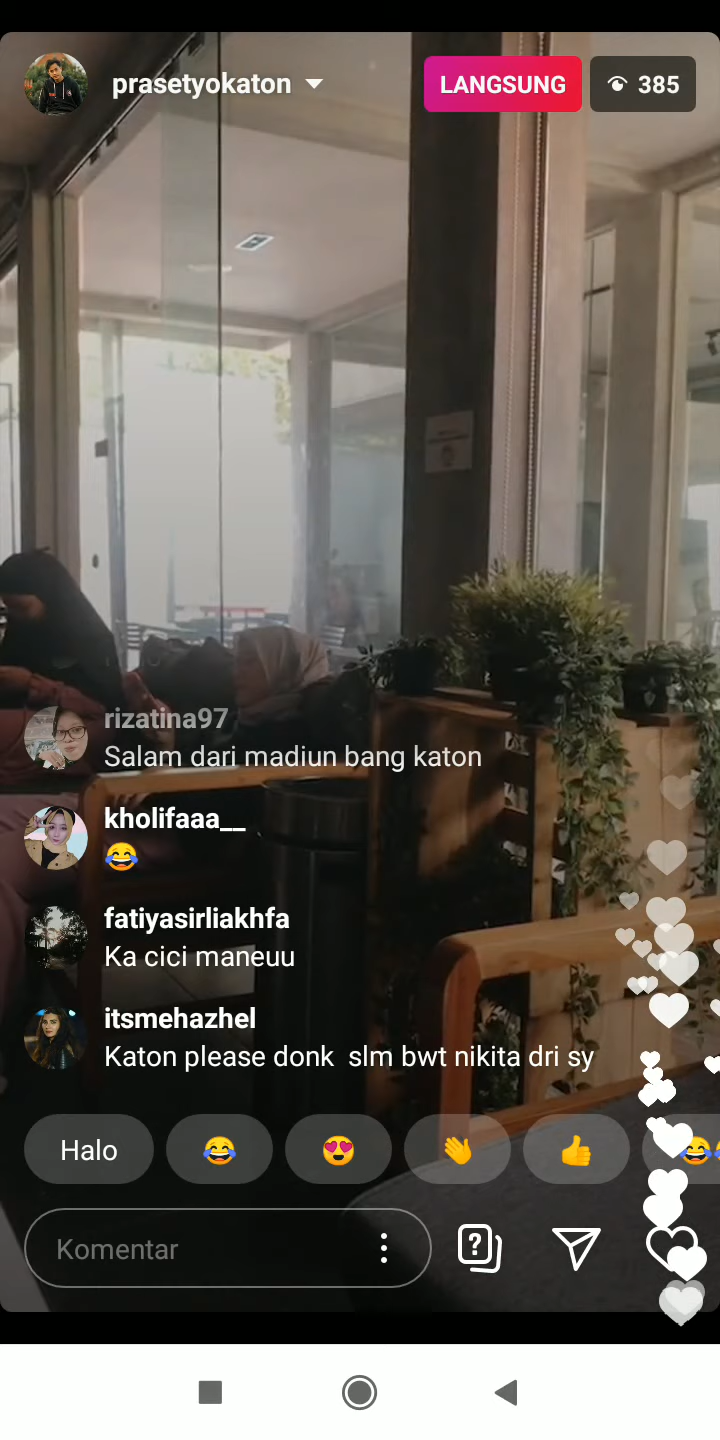 prasetyokaton
LANGSUNG
385
rizatina97
Salam dari madiun bang katon
kholifaaa__
😂
fatiyasirliakhfa
Ka cici maneuu
itsmehazhel
Katon please donk slm bwt nikita dri sy
Halo 😂 😍 👋 👍 😂
Komentar